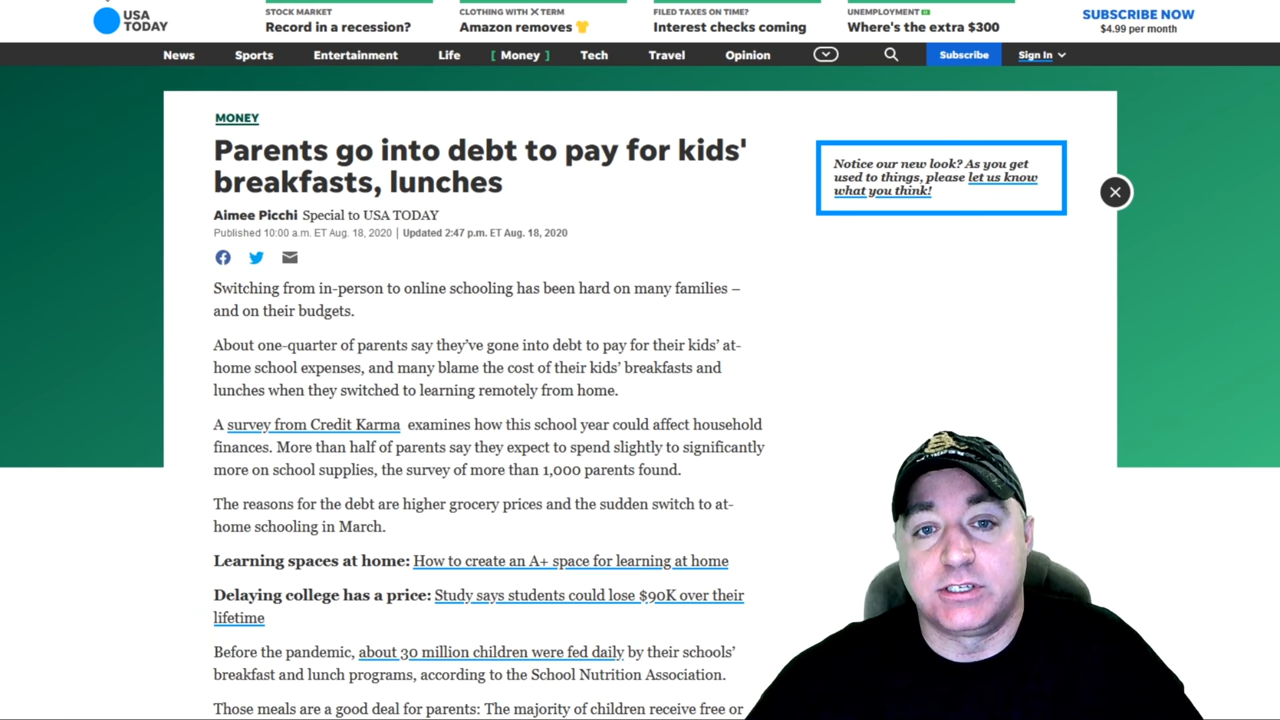 USA
TODAY
STOCK MARKET
Record in a recession?
CLOTHING WITH X TERM
Amazon removes
FILED TAXES ON TIME?
Interest checks coming
UNEMPLOYMENT
Where's the extra $300
SUBSCRIBE NOW
$4.99 per month
News Sports Entertainment Life [ Money ] Tech Travel Opinion Subscribe Sign In
MONEY
Parents go into debt to pay for kids'
breakfasts, lunches
Aimee Picchi Special to USA TODAY
Published 10:00 a.m. ET Aug. 18, 2020 | Updated 2:47 p.m. ET Aug. 18, 2020
Notice our new look? As you get
used to things, please let us know
what you think!
Switching from in-person to online schooling has been hard on many families –
and on their budgets.
About one-quarter of parents say they’ve gone into debt to pay for their kids’ at-
home school expenses, and many blame the cost of their kids’ breakfasts and
lunches when they switched to learning remotely from home.
A survey from Credit Karma examines how this school year could affect household
finances. More than half of parents say they expect to spend slightly to significantly
more on school supplies, the survey of more than 1,000 parents found.
The reasons for the debt are higher grocery prices and the sudden switch to at-
home schooling in March.
Learning spaces at home: How to create an A+ space for learning at home
Delaying college has a price: Study says students could lose $90K over their
lifetime
Before the pandemic, about 30 million children were fed daily by their schools’
breakfast and lunch programs, according to the School Nutrition Association.
Those meals are a good deal for parents: The majority of children receive free or